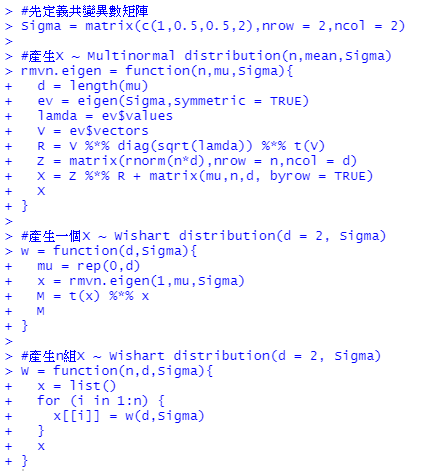 > #先定義共變異數矩陣
> Sigma = matrix(c(1,0.5,0.5,2),nrow = 2,ncol = 2)
>
> #產生X ~ Multinormal distribution(n,mean,Sigma)
> rmvn.eigen = function(n,mu,Sigma){
+   d = length(mu)
+   ev = eigen(Sigma,symmetric = TRUE)
+   lamda = ev$values
+   V = ev$vectors
+   R = V %*% diag(sqrt(lamda)) %*% t(V)
+   Z = matrix(rnorm(n*d),nrow = n,ncol = d)
+   X = Z %*% R + matrix(mu,n,d, byrow = TRUE)
+   X
+ }
>
> #產生一個X ~ Wishart distribution(d = 2, Sigma)
> w = function(d,Sigma){
+   mu = rep(0,d)
+   x = rmvn.eigen(1,mu,Sigma)
+   M = t(x) %*% x
+   M
+ }
>
> #產生n組X ~ Wishart distribution(d = 2, Sigma)
> W = function(n,d,Sigma){
+   x = list()
+   for (i in 1:n) {
+     x[[i]] = w(d,Sigma)
+   }
+   x
+ }